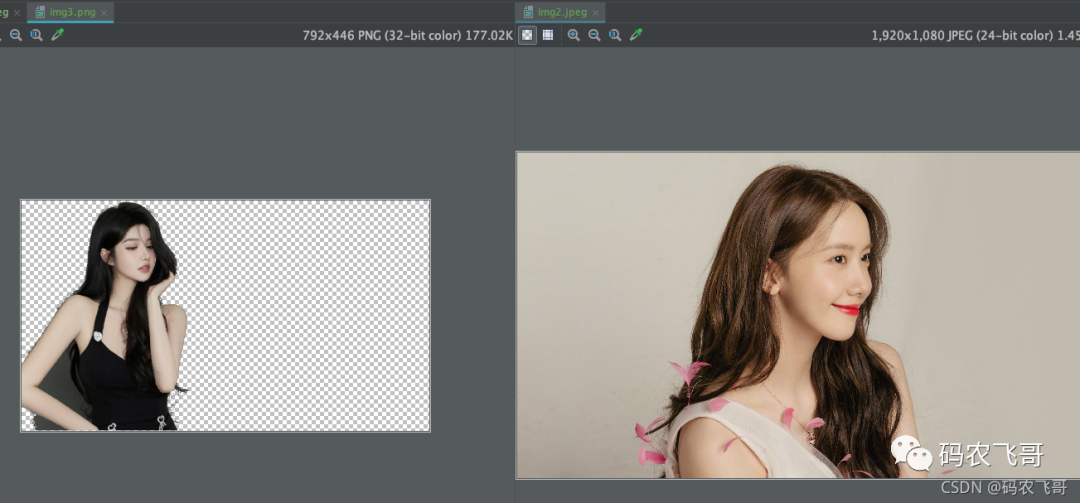 eg × img3.png ×
img2.jpeg ×
792x446 PNG (32-bit color) 177.02K
1,920x1,080 JPEG (24-bit color) 1.45
码农飞哥
CSDN @码农飞哥